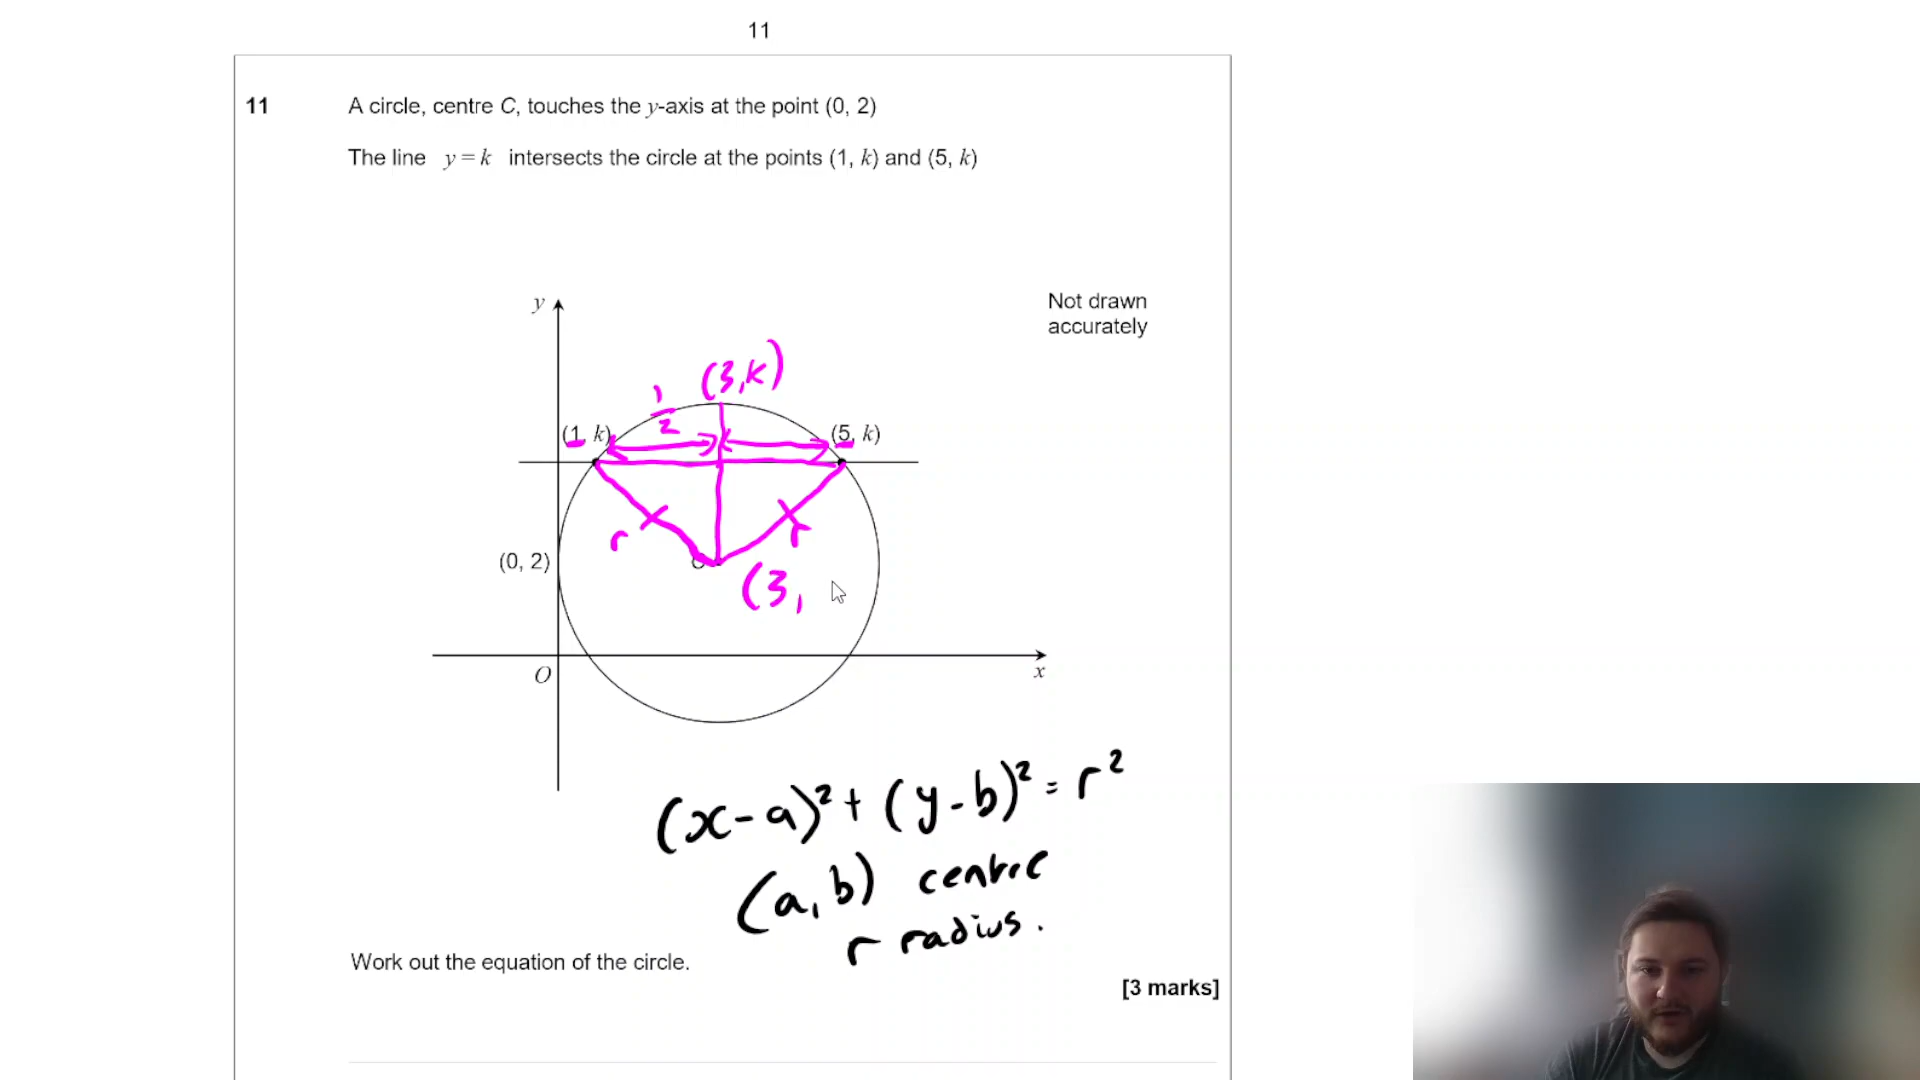 11
11 A circle, centre C, touches the y-axis at the point (0, 2)
The line y = k intersects the circle at the points (1, k) and (5, k)
Not drawn
accurately
y
(3,k)
1/2
(1, k)
(5, k)
r
r
(0, 2)
C
(3,
O
x
(x-a)²+(y-b)²=r²
(a,b) centre
r radius.
Work out the equation of the circle.
[3 marks]